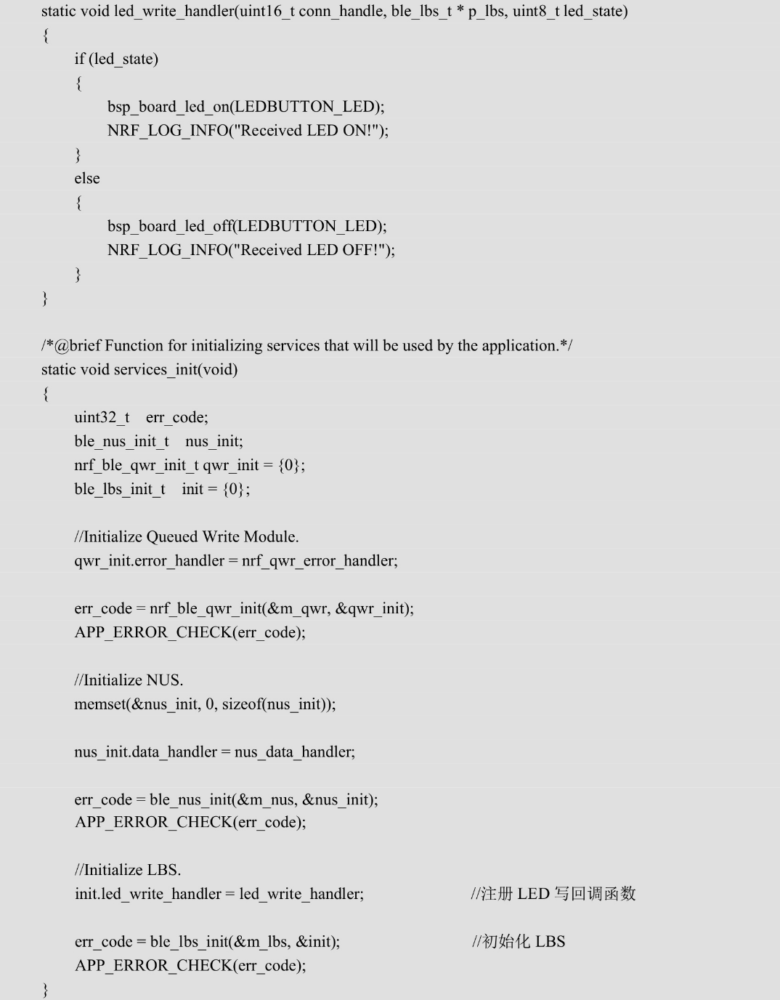 static void led_write_handler(uint16_t conn_handle, ble_lbs_t * p_lbs, uint8_t led_state)
{
if (led_state)
{
bsp_board_led_on(LEDBUTTON_LED);
NRF_LOG_INFO("Received LED ON!");
}
else
{
bsp_board_led_off(LEDBUTTON_LED);
NRF_LOG_INFO("Received LED OFF!");
}
}
/*@brief Function for initializing services that will be used by the application.*/
static void services_init(void)
{
uint32_t err_code;
ble_nus_init_t nus_init;
nrf_ble_qwr_init_t qwr_init = {0};
ble_lbs_init_t init = {0};
//Initialize Queued Write Module.
qwr_init.error_handler = nrf_qwr_error_handler;
err_code = nrf_ble_qwr_init(&m_qwr, &qwr_init);
APP_ERROR_CHECK(err_code);
//Initialize NUS.
memset(&nus_init, 0, sizeof(nus_init));
nus_init.data_handler = nus_data_handler;
err_code = ble_nus_init(&m_nus, &nus_init);
APP_ERROR_CHECK(err_code);
//Initialize LBS.
init.led_write_handler = led_write_handler; //注册 LED 写回调函数
err_code = ble_lbs_init(&m_lbs, &init); //初始化 LBS
APP_ERROR_CHECK(err_code);
}